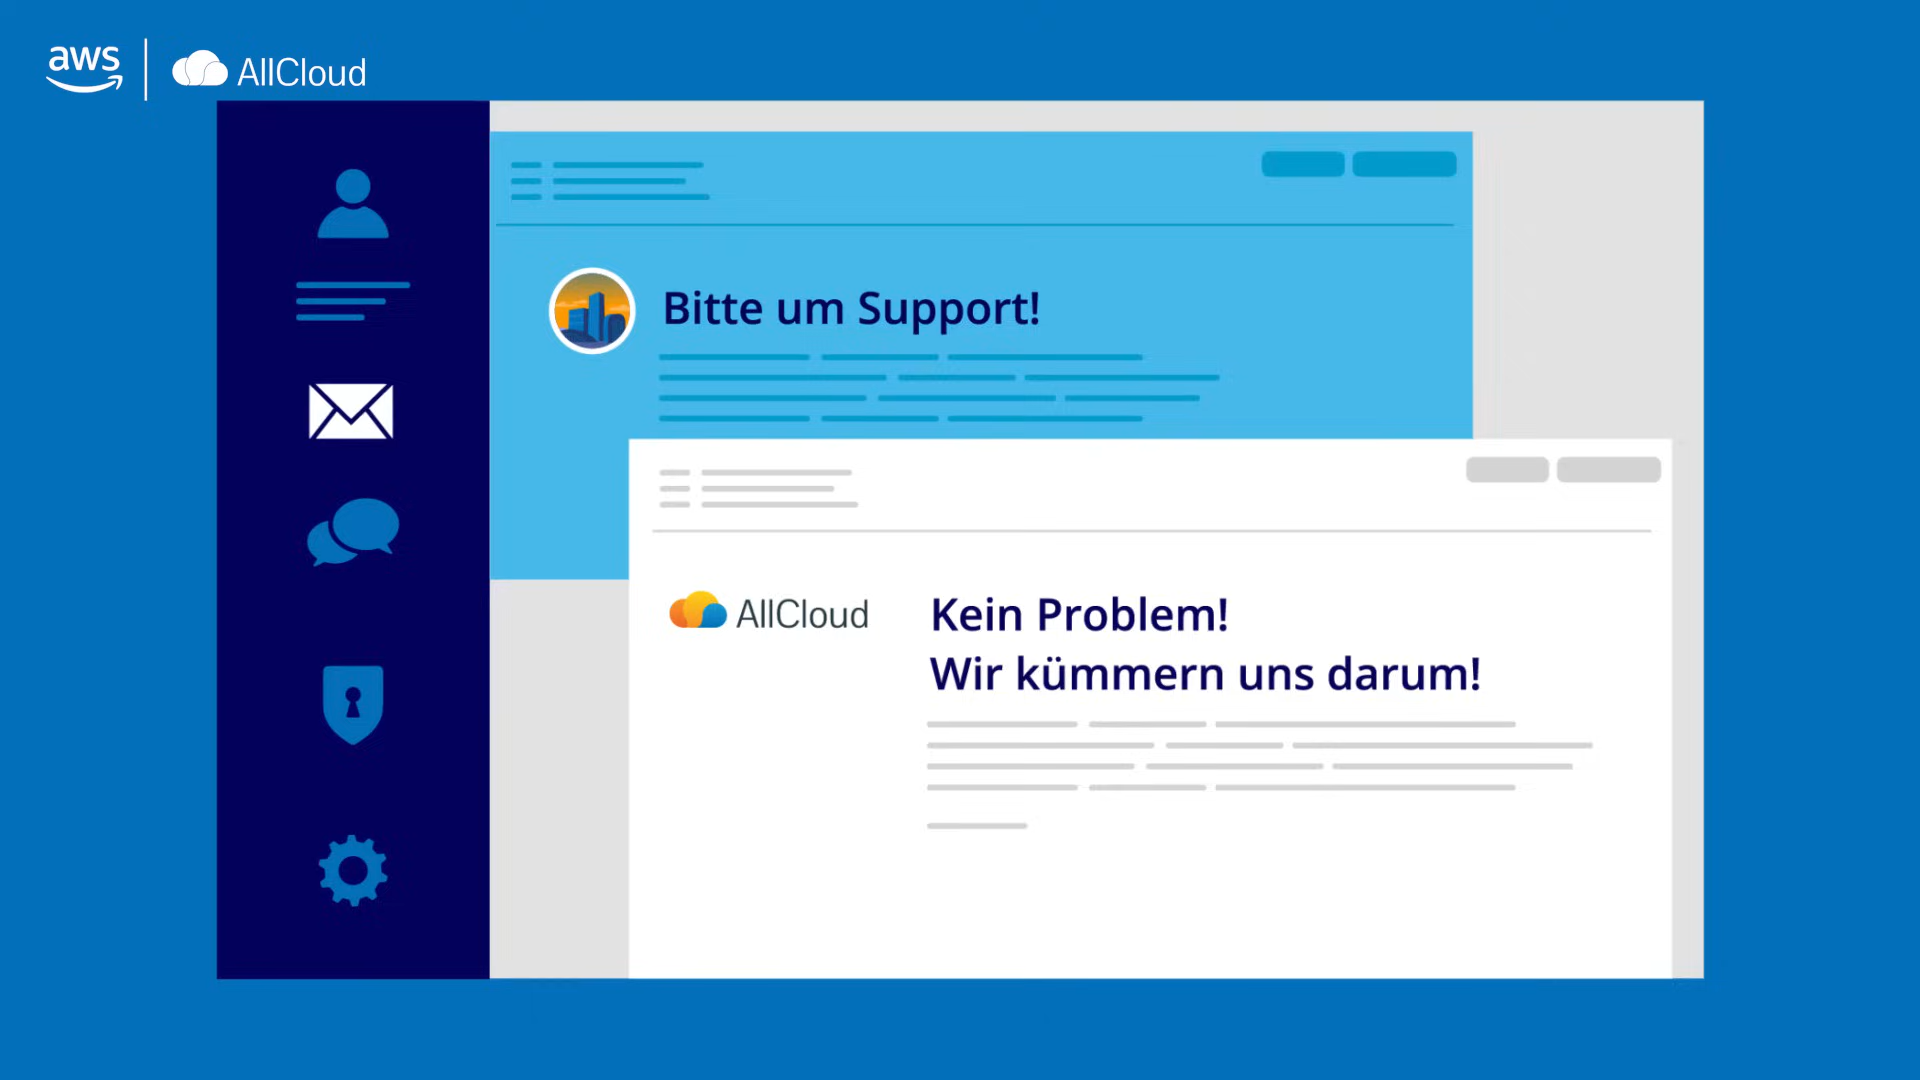 aws
AllCloud
Bitte um Support!
AllCloud
Kein Problem!
Wir kümmern uns darum!